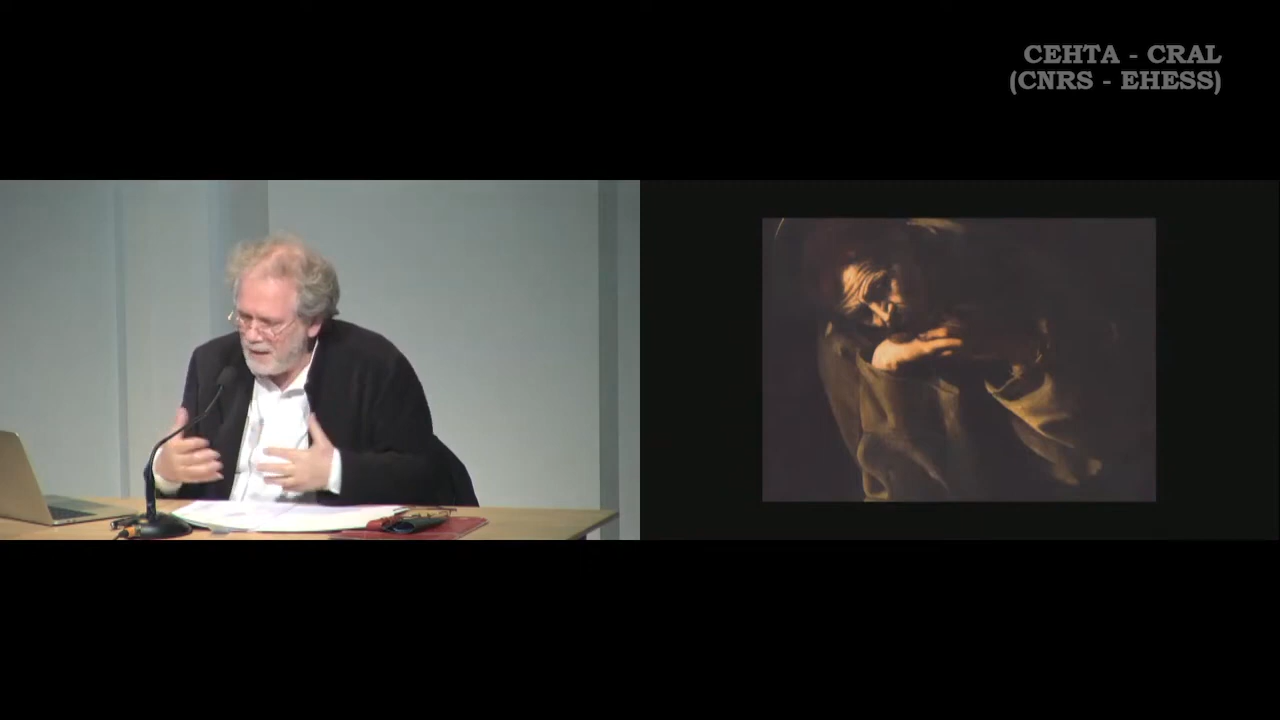 CEHTA - CRAL
(CNRS - EHESS)